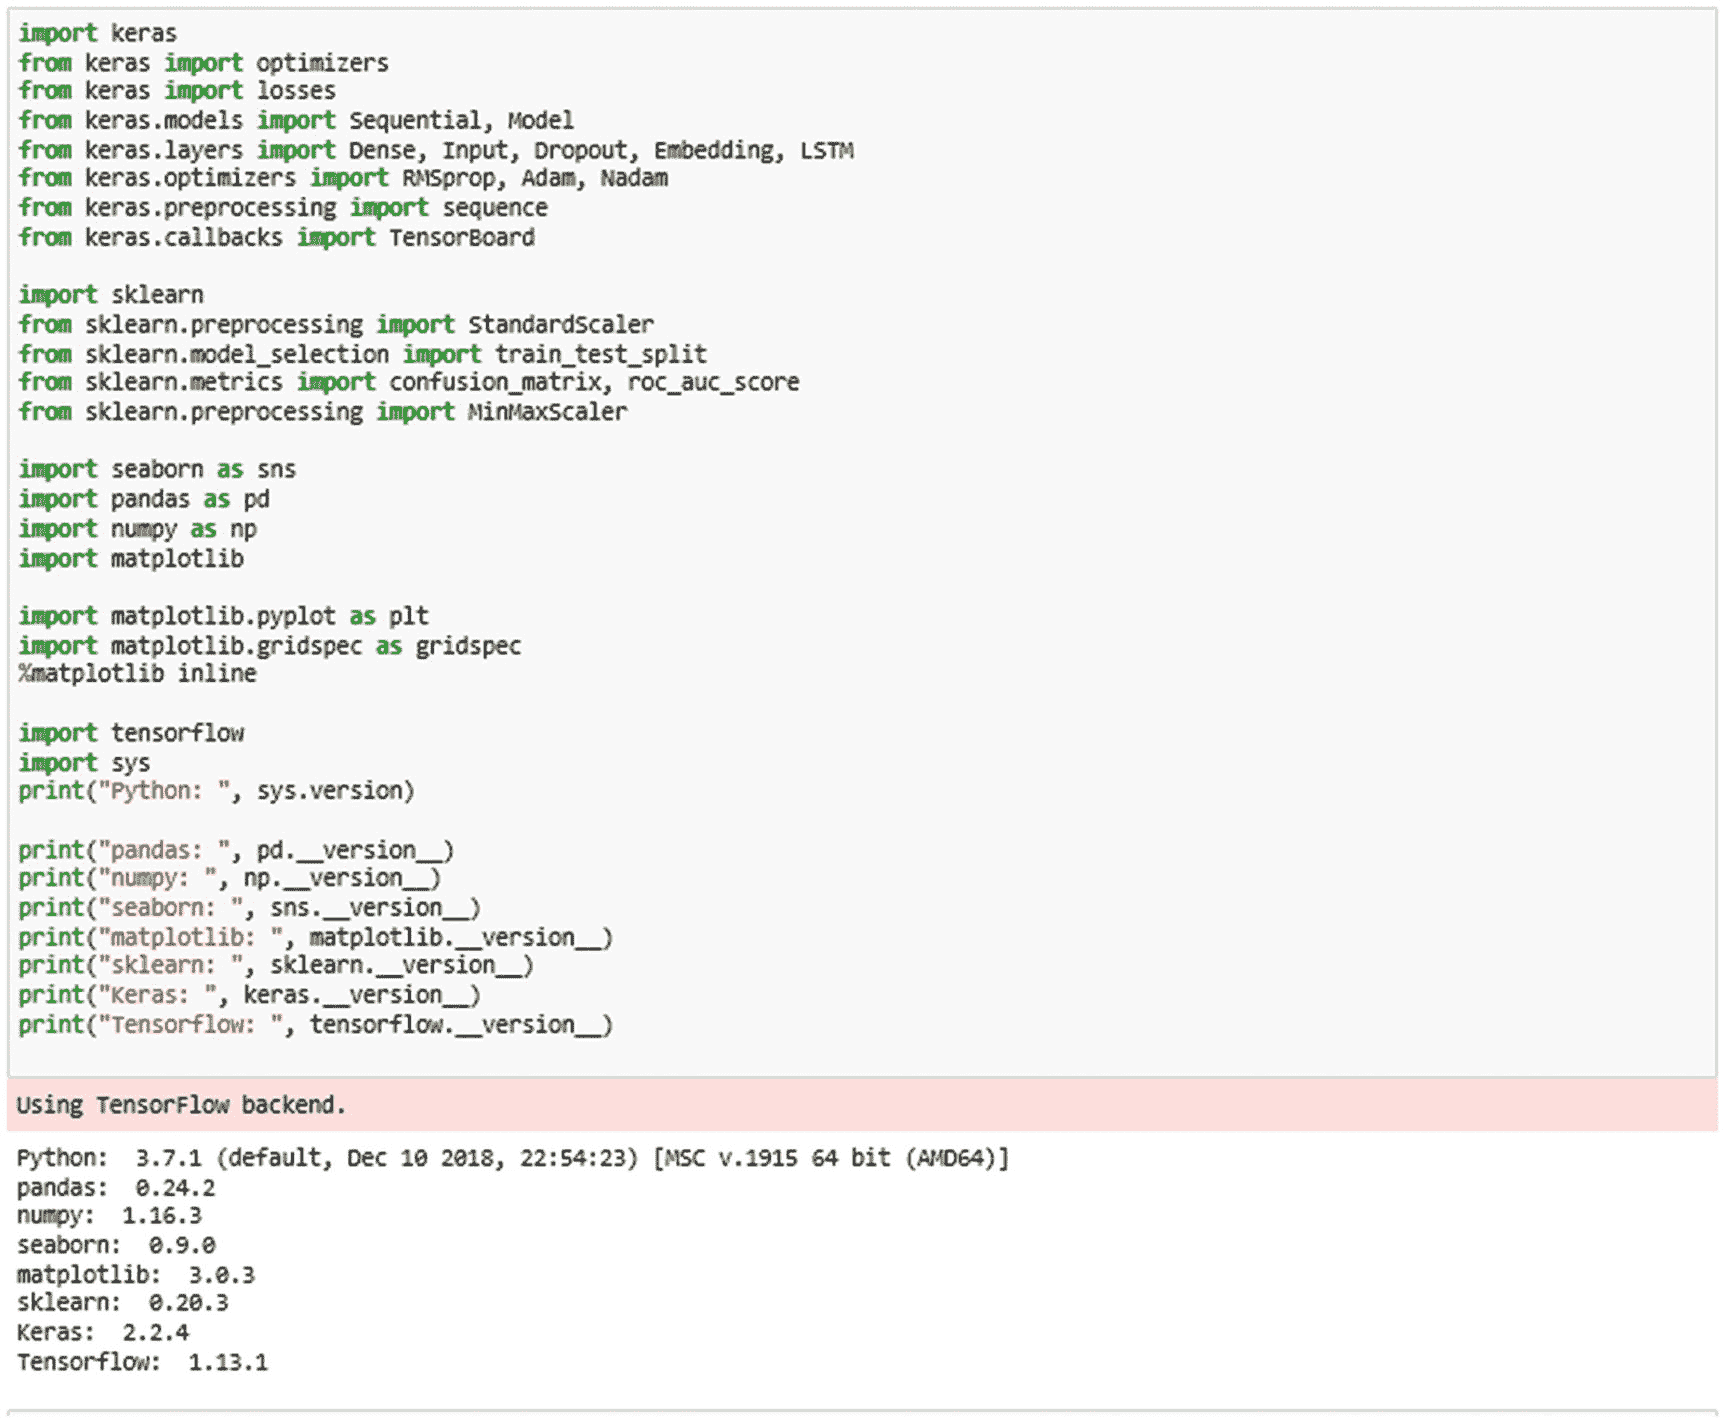 import keras
from keras import optimizers
from keras import losses
from keras.models import Sequential, Model
from keras.layers import Dense, Input, Dropout, Embedding, LSTM
from keras.optimizers import RMSprop, Adam, Nadam
from keras.preprocessing import sequence
from keras.callbacks import TensorBoard
import sklearn
from sklearn.preprocessing import StandardScaler
from sklearn.model_selection import train_test_split
from sklearn.metrics import confusion_matrix, roc_auc_score
from sklearn.preprocessing import MinMaxScaler
import seaborn as sns
import pandas as pd
import numpy as np
import matplotlib
import matplotlib.pyplot as plt
import matplotlib.gridspec as gridspec
%matplotlib inline
import tensorflow
import sys
print("Python: ", sys.version)
print("pandas: ", pd.__version__)
print("numpy: ", np.__version__)
print("seaborn: ", sns.__version__)
print("matplotlib: ", matplotlib.__version__)
print("sklearn: ", sklearn.__version__)
print("Keras: ", keras.__version__)
print("Tensorflow: ", tensorflow.__version__)
Using TensorFlow backend.
Python:  3.7.1 (default, Dec 10 2018, 22:54:23) [MSC v.1915 64 bit (AMD64)]
pandas:  0.24.2
numpy:  1.16.3
seaborn:  0.9.0
matplotlib:  3.0.3
sklearn:  0.20.3
Keras:  2.2.4
Tensorflow:  1.13.1